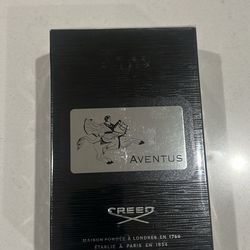 AVENTUS
CREED
MAISON FONDÉE À LONDRES EN 1760
ÉTABLIE À PARIS EN 1854